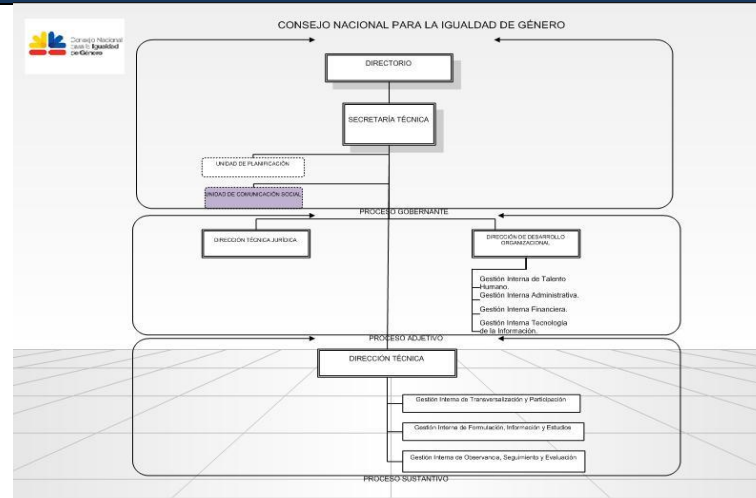 CONSEJO NACIONAL PARA LA IGUALDAD DE GÉNERO
Consejo Nacional
para la Igualdad
de Género
DIRECTORIO
SECRETARÍA TÉCNICA
UNIDAD DE PLANIFICACIÓN
UNIDAD DE COMUNICACIÓN SOCIAL
PROCESO GOBERNANTE
DIRECCIÓN TÉCNICA JURÍDICA
DIRECCIÓN DE DESARROLLO
ORGANIZACIONAL
Gestión Interna de Talento
Humano.
Gestión Interna Administrativa.
Gestión Interna Financiera.
Gestión Interna Tecnología
de la Información.
PROCESO ADJETIVO
DIRECCIÓN TÉCNICA
Gestión Interna de Transversalización y Participación
Gestión Interna de Formulación, Información y Estudios
Gestión Interna de Observancia, Seguimiento y Evaluación
PROCESO SUSTANTIVO